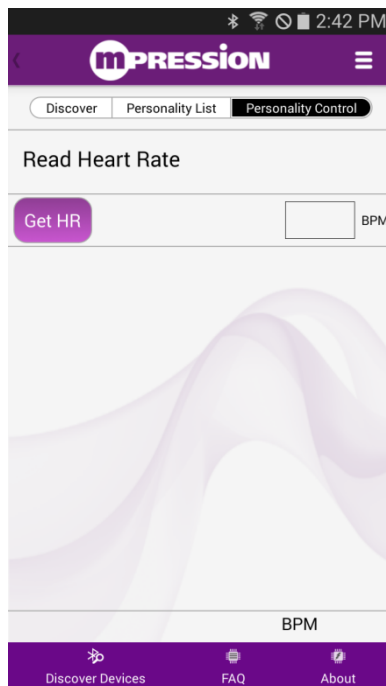 2:42 PM
mpression
Discover Personality List Personality Control
Read Heart Rate
Get HR BPM
BPM
Discover Devices FAQ About